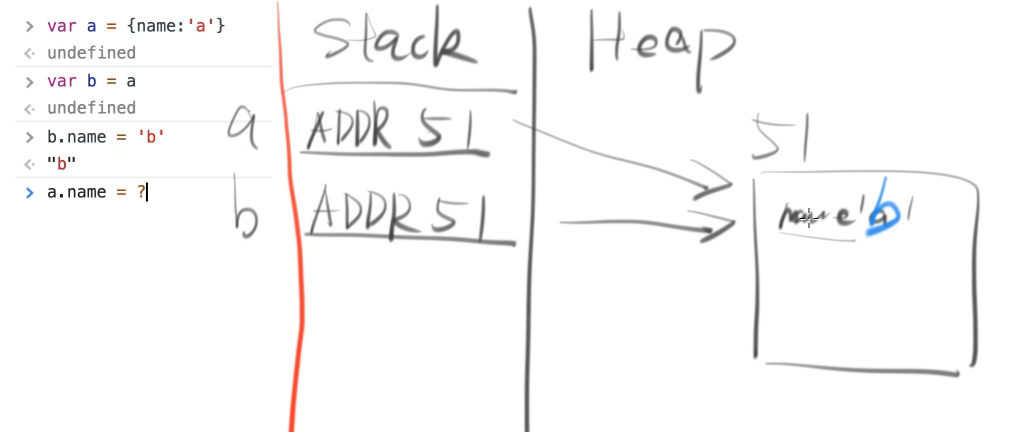 > var a = {name:'a'}
<· undefined
> var b = a
<· undefined
> b.name = 'b'
<· "b"
> a.name = ?
Stack
Heap
a
ADDR 51
b
ADDR 51
51
name 'a' b